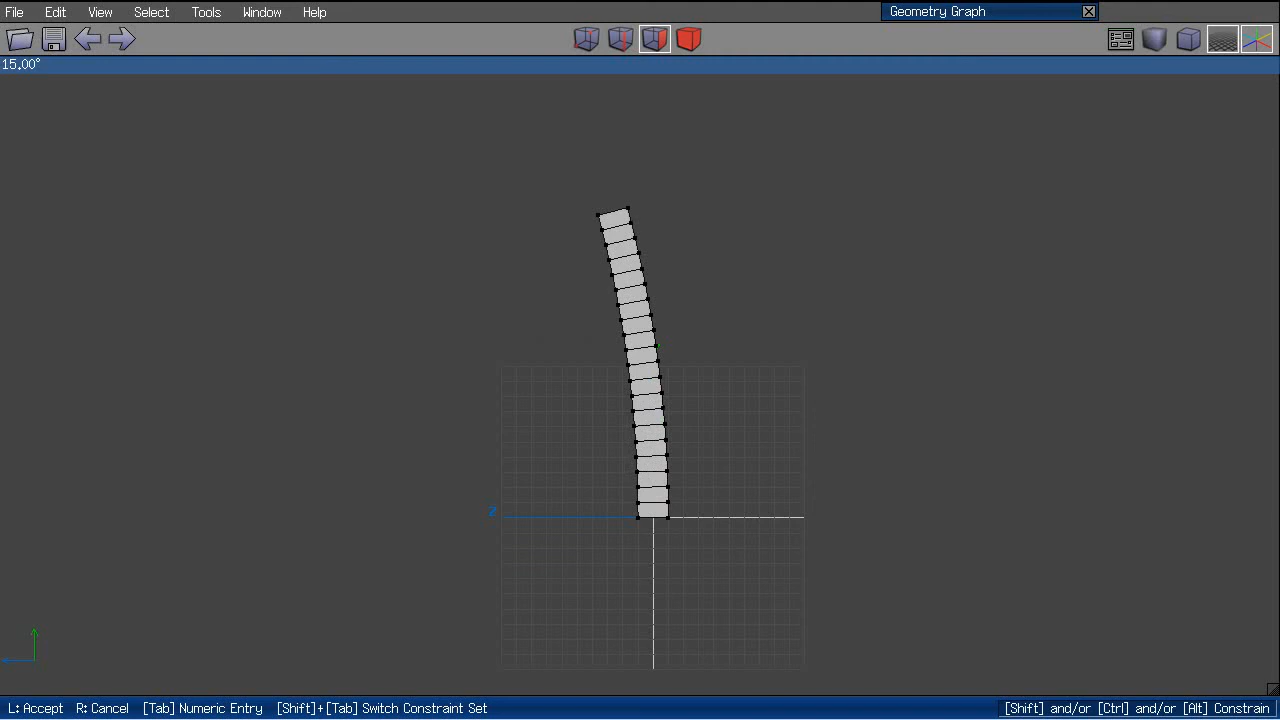 File Edit View Select Tools Window Help
Geometry Graph
15.00°
Z
L: Accept R: Cancel [Tab] Numeric Entry [Shift]+[Tab] Switch Constraint Set
[Shift] and/or [Ctrl] and/or [Alt] Constrain